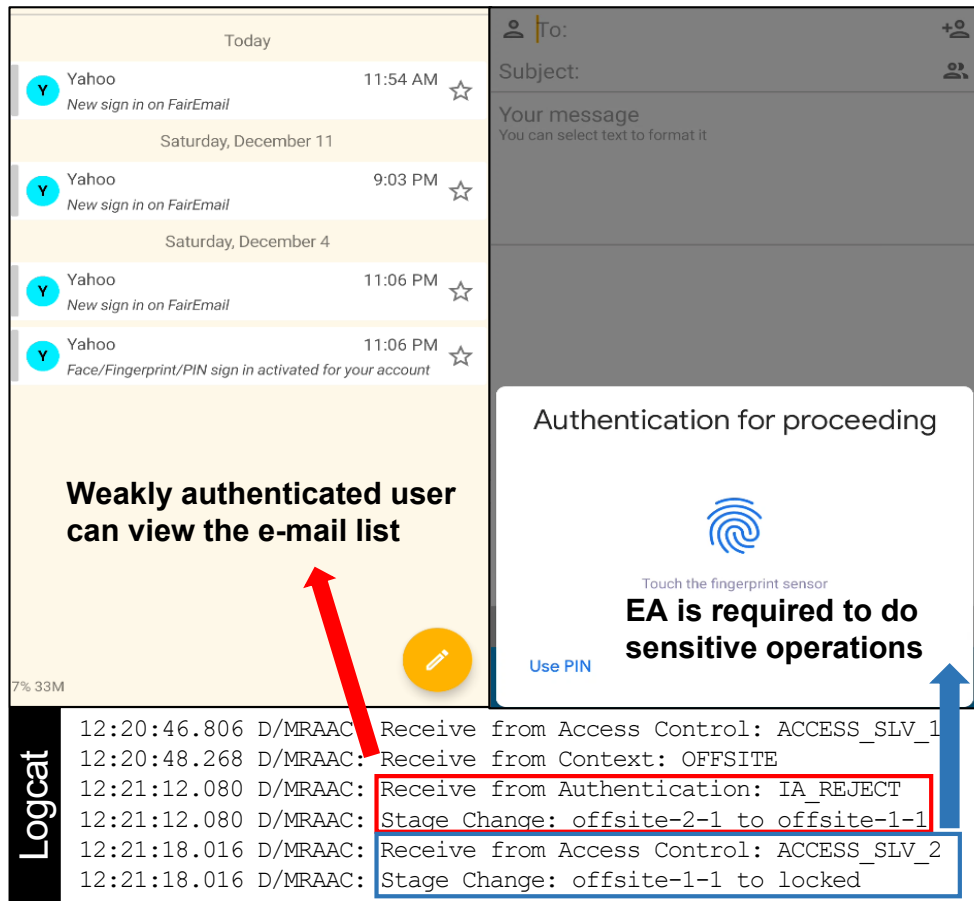 Today
Y
Yahoo 11:54 AM
New sign in on FairEmail
Saturday, December 11
Y
Yahoo 9:03 PM
New sign in on FairEmail
Saturday, December 4
Y
Yahoo 11:06 PM
New sign in on FairEmail
Y
Yahoo 11:06 PM
Face/Fingerprint/PIN sign in activated for your account
Weakly authenticated user
can view the e-mail list
7% 33M
To:
Subject:
Your message
You can select text to format it
Authentication for proceeding
Touch the fingerprint sensor
EA is required to do
sensitive operations
Use PIN
Logcat
12:20:46.806 D/MRAAC: Receive from Access Control: ACCESS_SLV_1
12:20:48.268 D/MRAAC: Receive from Context: OFFSITE
12:21:12.080 D/MRAAC: Receive from Authentication: IA_REJECT
12:21:12.080 D/MRAAC: Stage Change: offsite-2-1 to offsite-1-1
12:21:18.016 D/MRAAC: Receive from Access Control: ACCESS_SLV_2
12:21:18.016 D/MRAAC: Stage Change: offsite-1-1 to locked